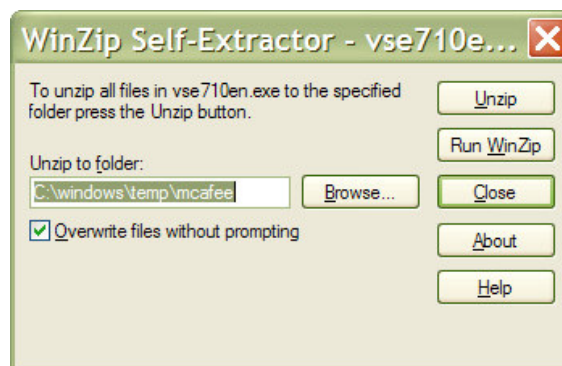 WinZip Self-Extractor - vse710e...
To unzip all files in vse710en.exe to the specified
folder press the Unzip button.
Unzip to folder:
C:\windows\temp\mcafee
Browse...
Overwrite files without prompting
Unzip
Run WinZip
Close
About
Help